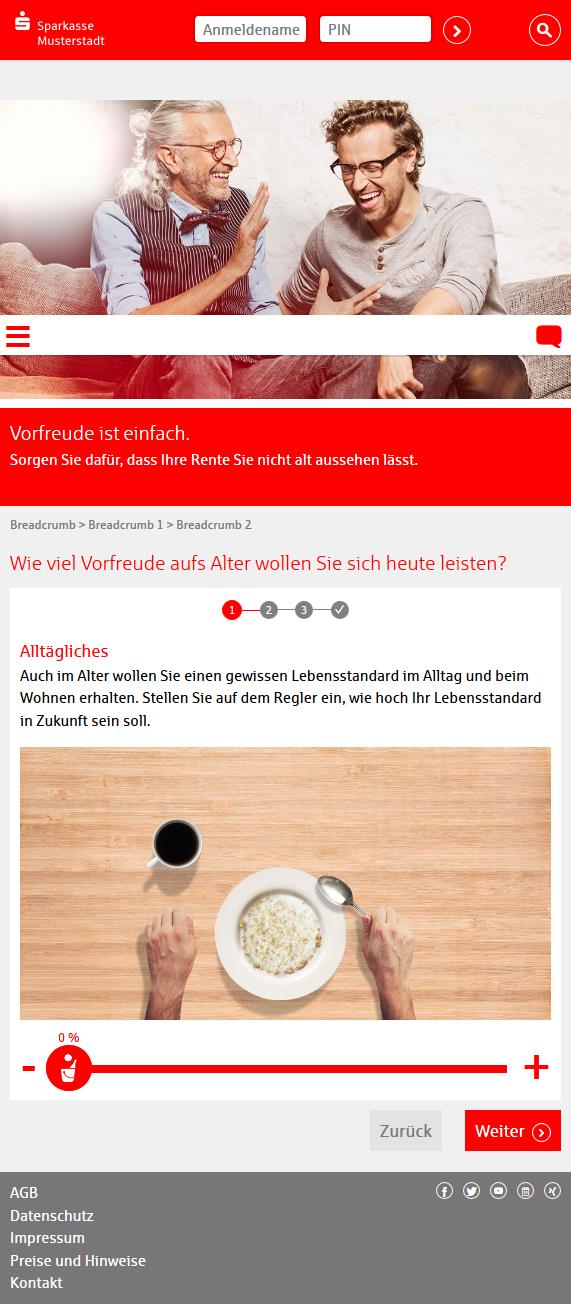 Sparkasse
Musterstadt
Anmeldename
PIN
Vorfreude ist einfach.
Sorgen Sie dafür, dass Ihre Rente Sie nicht alt aussehen lässt.
Breadcrumb > Breadcrumb 1 > Breadcrumb 2
Wie viel Vorfreude aufs Alter wollen Sie sich heute leisten?
1 2 3
Alltägliches
Auch im Alter wollen Sie einen gewissen Lebensstandard im Alltag und beim
Wohnen erhalten. Stellen Sie auf dem Regler ein, wie hoch Ihr Lebensstandard
in Zukunft sein soll.
0 %
- +
Zurück
Weiter
AGB
Datenschutz
Impressum
Preise und Hinweise
Kontakt